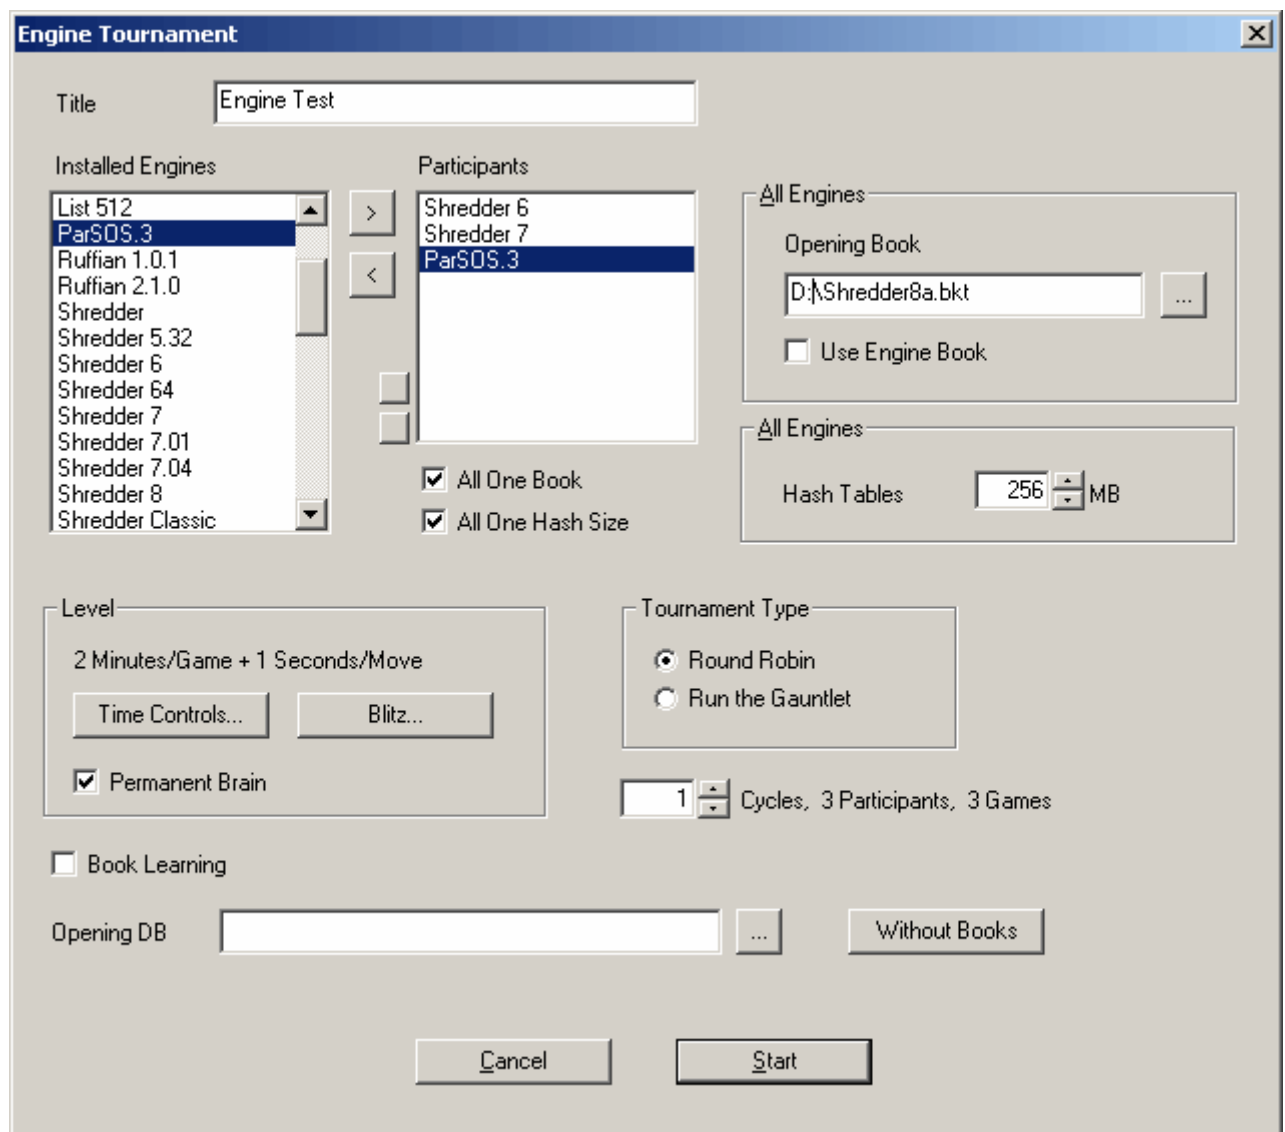 Engine Tournament
Title
Engine Test
Installed Engines
Participants
List 512
ParSOS.3
Ruffian 1.0.1
Ruffian 2.1.0
Shredder
Shredder 5.32
Shredder 6
Shredder 64
Shredder 7
Shredder 7.01
Shredder 7.04
Shredder 8
Shredder Classic
>
<
Shredder 6
Shredder 7
ParSOS.3
All One Book
All One Hash Size
All Engines
Opening Book
D:\Shredder8a.bkt
...
Use Engine Book
All Engines
Hash Tables 256 MB
Level
2 Minutes/Game + 1 Seconds/Move
Time Controls...
Blitz...
Permanent Brain
Tournament Type
Round Robin
Run the Gauntlet
1 Cycles, 3 Participants, 3 Games
Book Learning
Opening DB
...
Without Books
Cancel
Start